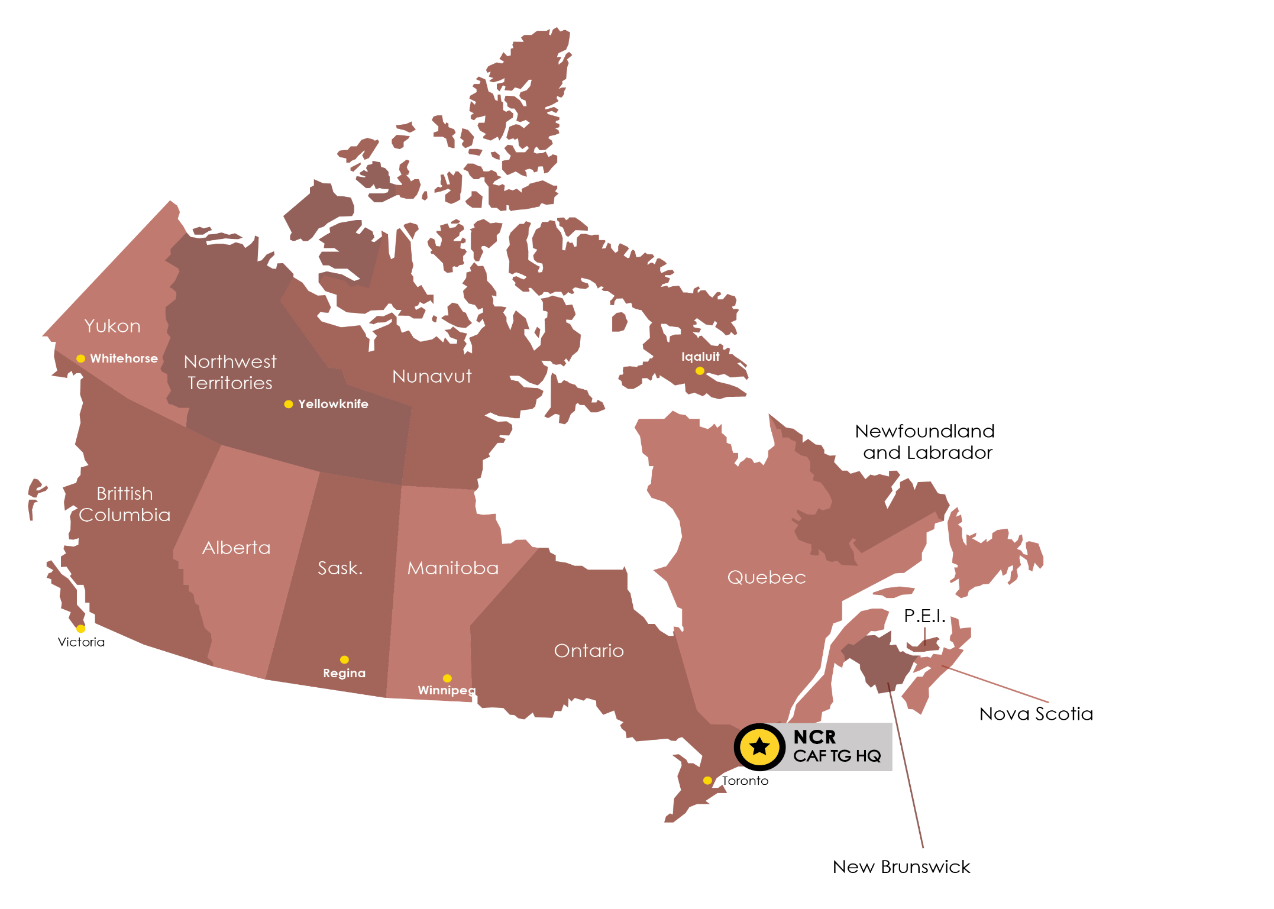 Yukon
Whitehorse
Northwest
Territories
Yellowknife
Nunavut
Iqaluit
Newfoundland
and Labrador
Brittish
Columbia
Alberta
Sask.
Manitoba
Quebec
P.E.I.
Victoria
Ontario
Regina
Winnipeg
Nova Scotia
NCR
CAF TG HQ
Toronto
New Brunswick